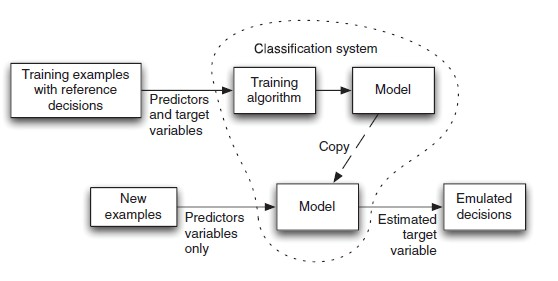 Classification system
Training examples
with reference
decisions
Predictors
and target
variables
Training
algorithm
Model
Copy
New
examples
Predictors
variables
only
Model
Estimated
target
variable
Emulated
decisions